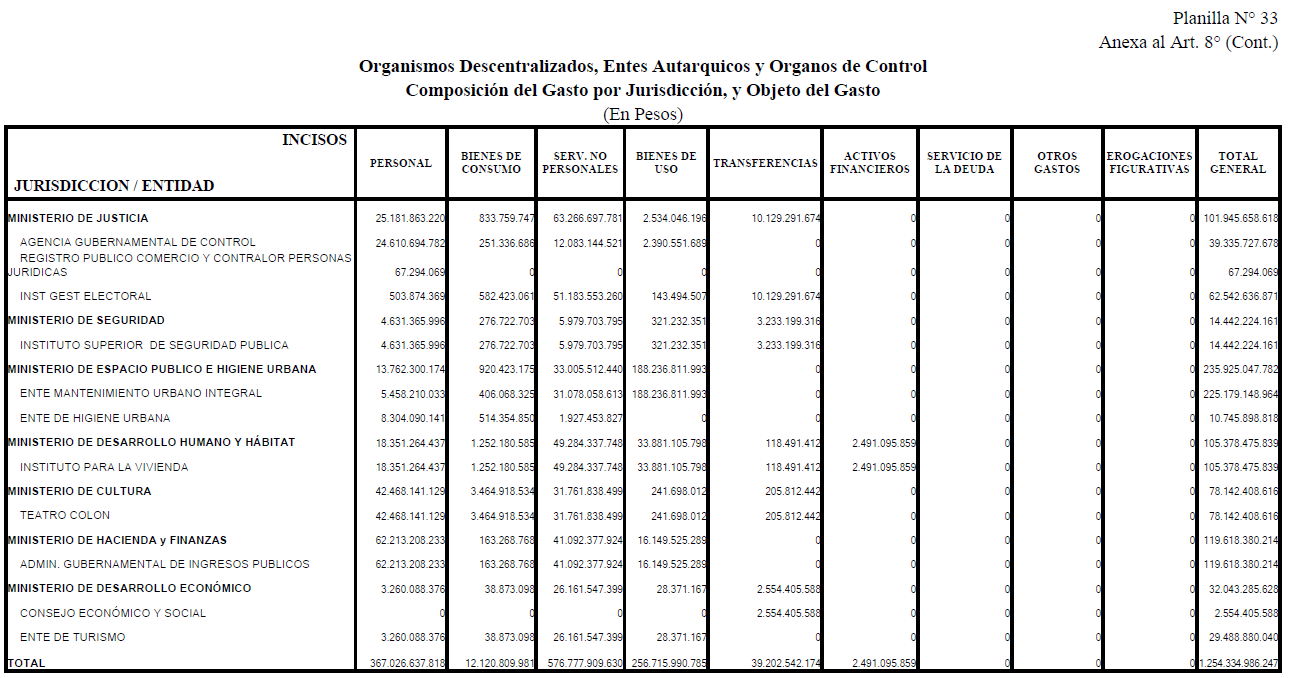 Planilla N° 33
Anexa al Art. 8° (Cont.)
Organismos Descentralizados, Entes Autarquicos y Organos de Control
Composición del Gasto por Jurisdicción, y Objeto del Gasto
(En Pesos)
INCISOS
JURISDICCION / ENTIDAD
PERSONAL
BIENES DE CONSUMO
SERV. NO PERSONALES
BIENES DE USO
TRANSFERENCIAS
ACTIVOS FINANCIEROS
SERVICIO DE LA DEUDA
OTROS GASTOS
EROGACIONES FIGURATIVAS
TOTAL GENERAL
MINISTERIO DE JUSTICIA 25.181.863.220 833.759.747 63.266.697.781 2.534.046.196 10.129.291.674 0 0 0 0 101.945.658.618
AGENCIA GUBERNAMENTAL DE CONTROL 24.610.694.782 251.336.686 12.083.144.521 2.390.551.689 0 0 0 0 0 39.335.727.678
REGISTRO PUBLICO COMERCIO Y CONTRALOR PERSONAS
JURIDICAS 67.294.069 0 0 0 0 0 0 0 0 67.294.069
INST GEST ELECTORAL 503.874.369 582.423.061 51.183.553.260 143.494.507 10.129.291.674 0 0 0 0 62.542.636.871
MINISTERIO DE SEGURIDAD 4.631.365.996 276.722.703 5.979.703.795 321.232.351 3.233.199.316 0 0 0 0 14.442.224.161
INSTITUTO SUPERIOR DE SEGURIDAD PUBLICA 4.631.365.996 276.722.703 5.979.703.795 321.232.351 3.233.199.316 0 0 0 0 14.442.224.161
MINISTERIO DE ESPACIO PUBLICO E HIGIENE URBANA 13.762.300.174 920.423.175 33.005.512.440 188.236.811.993 0 0 0 0 0 235.925.047.782
ENTE MANTENIMIENTO URBANO INTEGRAL 5.458.210.033 406.068.325 31.078.058.613 188.236.811.993 0 0 0 0 0 225.179.148.964
ENTE DE HIGIENE URBANA 8.304.090.141 514.354.850 1.927.453.827 0 0 0 0 0 0 10.745.898.818
MINISTERIO DE DESARROLLO HUMANO Y HÁBITAT 18.351.264.437 1.252.180.585 49.284.337.748 33.881.105.798 118.491.412 2.491.095.859 0 0 0 105.378.475.839
INSTITUTO PARA LA VIVIENDA 18.351.264.437 1.252.180.585 49.284.337.748 33.881.105.798 118.491.412 2.491.095.859 0 0 0 105.378.475.839
MINISTERIO DE CULTURA 42.468.141.129 3.464.918.534 31.761.838.499 241.698.012 205.812.442 0 0 0 0 78.142.408.616
TEATRO COLON 42.468.141.129 3.464.918.534 31.761.838.499 241.698.012 205.812.442 0 0 0 0 78.142.408.616
MINISTERIO DE HACIENDA y FINANZAS 62.213.208.233 163.268.768 41.092.377.924 16.149.525.289 0 0 0 0 0 119.618.380.214
ADMIN. GUBERNAMENTAL DE INGRESOS PUBLICOS 62.213.208.233 163.268.768 41.092.377.924 16.149.525.289 0 0 0 0 0 119.618.380.214
MINISTERIO DE DESARROLLO ECONÓMICO 3.260.088.376 38.873.098 26.161.547.399 28.371.167 2.554.405.588 0 0 0 0 32.043.285.628
CONSEJO ECONÓMICO Y SOCIAL 0 0 0 0 2.554.405.588 0 0 0 0 2.554.405.588
ENTE DE TURISMO 3.260.088.376 38.873.098 26.161.547.399 28.371.167 0 0 0 0 0 29.488.880.040
TOTAL 367.026.637.818 12.120.809.981 576.777.909.630 256.715.990.785 39.202.542.174 2.491.095.859 0 0 0 1.254.334.986.247